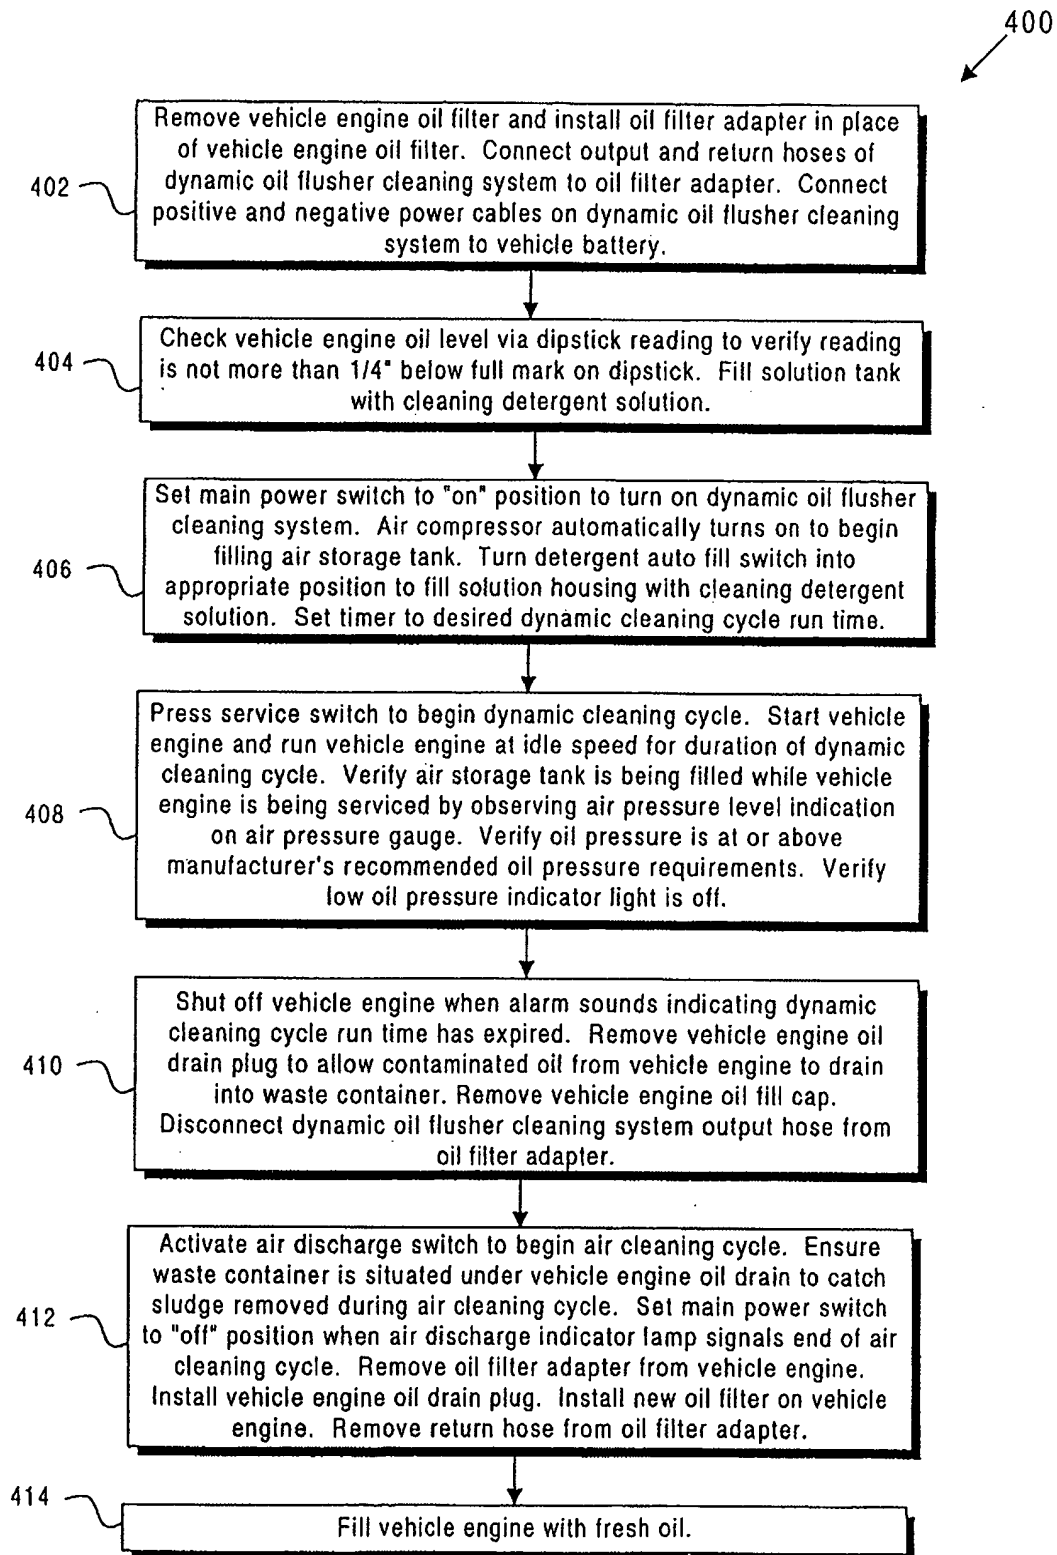 400
402
Remove vehicle engine oil filter and install oil filter adapter in place
of vehicle engine oil filter. Connect output and return hoses of
dynamic oil flusher cleaning system to oil filter adapter. Connect
positive and negative power cables on dynamic oil flusher cleaning
system to vehicle battery.
404
Check vehicle engine oil level via dipstick reading to verify reading
is not more than 1/4" below full mark on dipstick. Fill solution tank
with cleaning detergent solution.
406
Set main power switch to "on" position to turn on dynamic oil flusher
cleaning system. Air compressor automatically turns on to begin
filling air storage tank. Turn detergent auto fill switch into
appropriate position to fill solution housing with cleaning detergent
solution. Set timer to desired dynamic cleaning cycle run time.
408
Press service switch to begin dynamic cleaning cycle. Start vehicle
engine and run vehicle engine at idle speed for duration of dynamic
cleaning cycle. Verify air storage tank is being filled while vehicle
engine is being serviced by observing air pressure level indication
on air pressure gauge. Verify oil pressure is at or above
manufacturer's recommended oil pressure requirements. Verify
low oil pressure indicator light is off.
410
Shut off vehicle engine when alarm sounds indicating dynamic
cleaning cycle run time has expired. Remove vehicle engine oil
drain plug to allow contaminated oil from vehicle engine to drain
into waste container. Remove vehicle engine oil fill cap.
Disconnect dynamic oil flusher cleaning system output hose from
oil filter adapter.
412
Activate air discharge switch to begin air cleaning cycle. Ensure
waste container is situated under vehicle engine oil drain to catch
sludge removed during air cleaning cycle. Set main power switch
to "off" position when air discharge indicator lamp signals end of air
cleaning cycle. Remove oil filter adapter from vehicle engine.
Install vehicle engine oil drain plug. Install new oil filter on vehicle
engine. Remove return hose from oil filter adapter.
414
Fill vehicle engine with fresh oil.